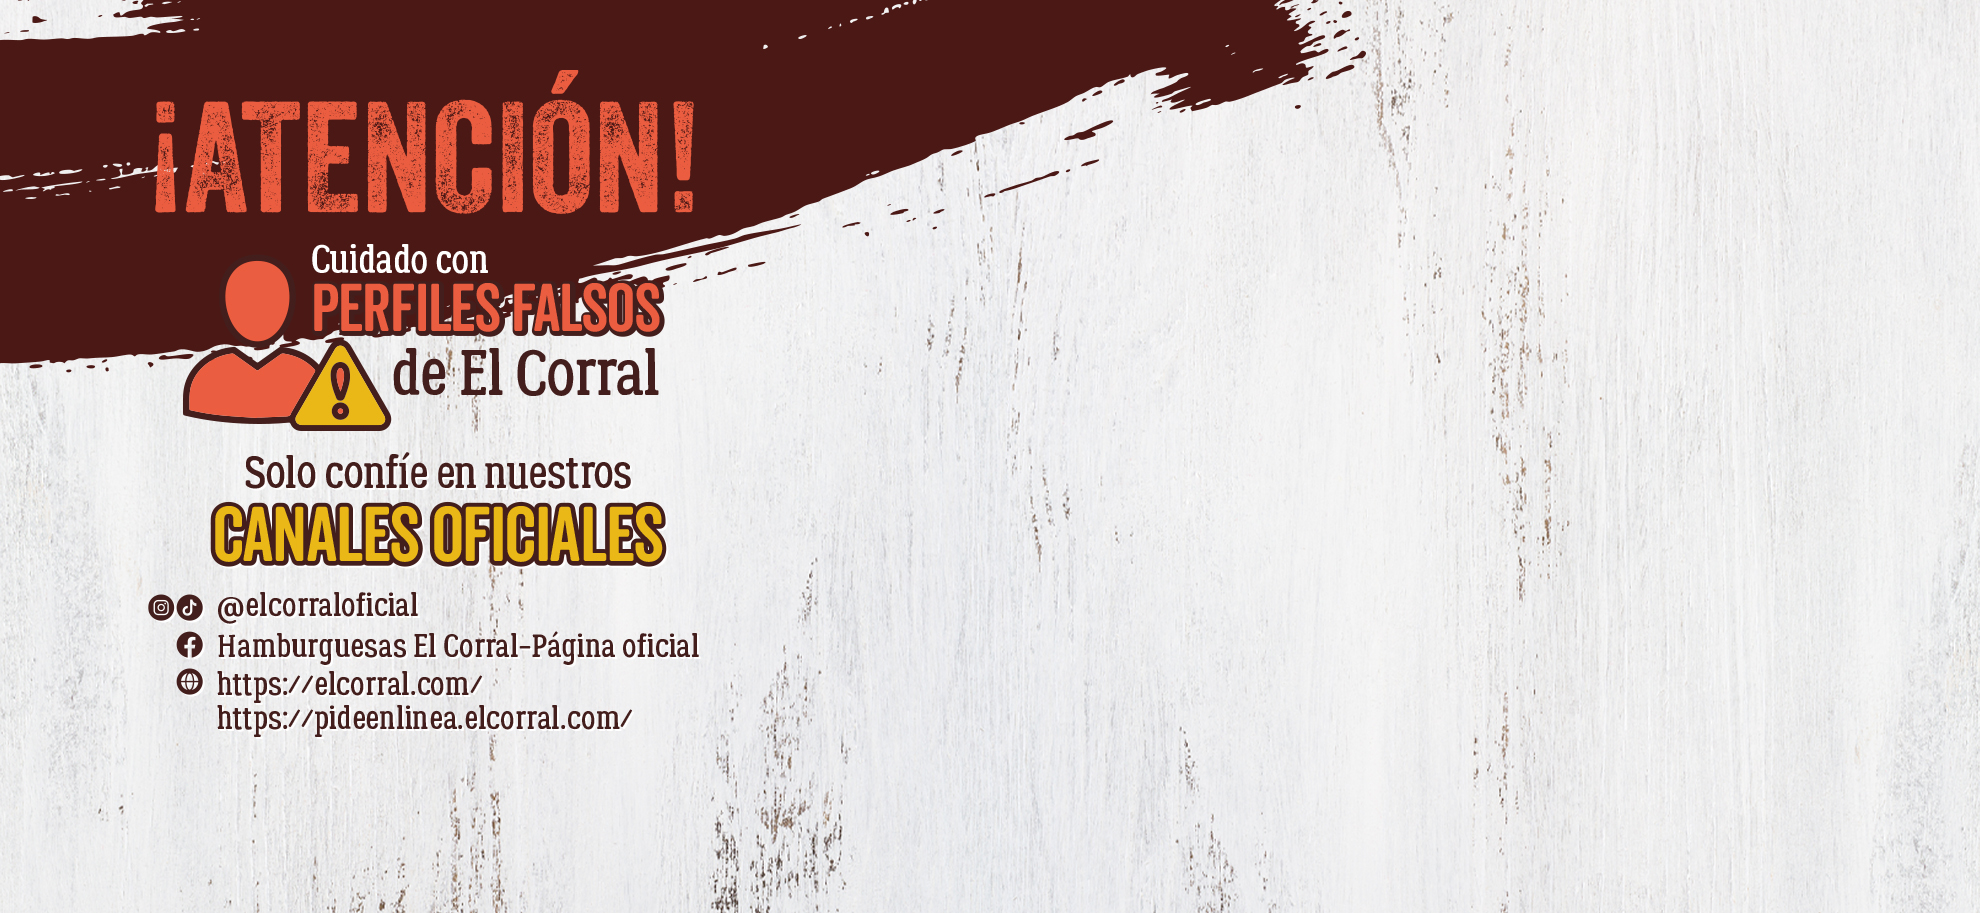 ¡ATENCIÓN!
Cuidado con
PERFILES FALSOS
de El Corral
Solo confíe en nuestros
CANALES OFICIALES
@elcorraloficial
Hamburguesas El Corral-Página oficial
https://elcorral.com/
https://pideenlinea.elcorral.com/